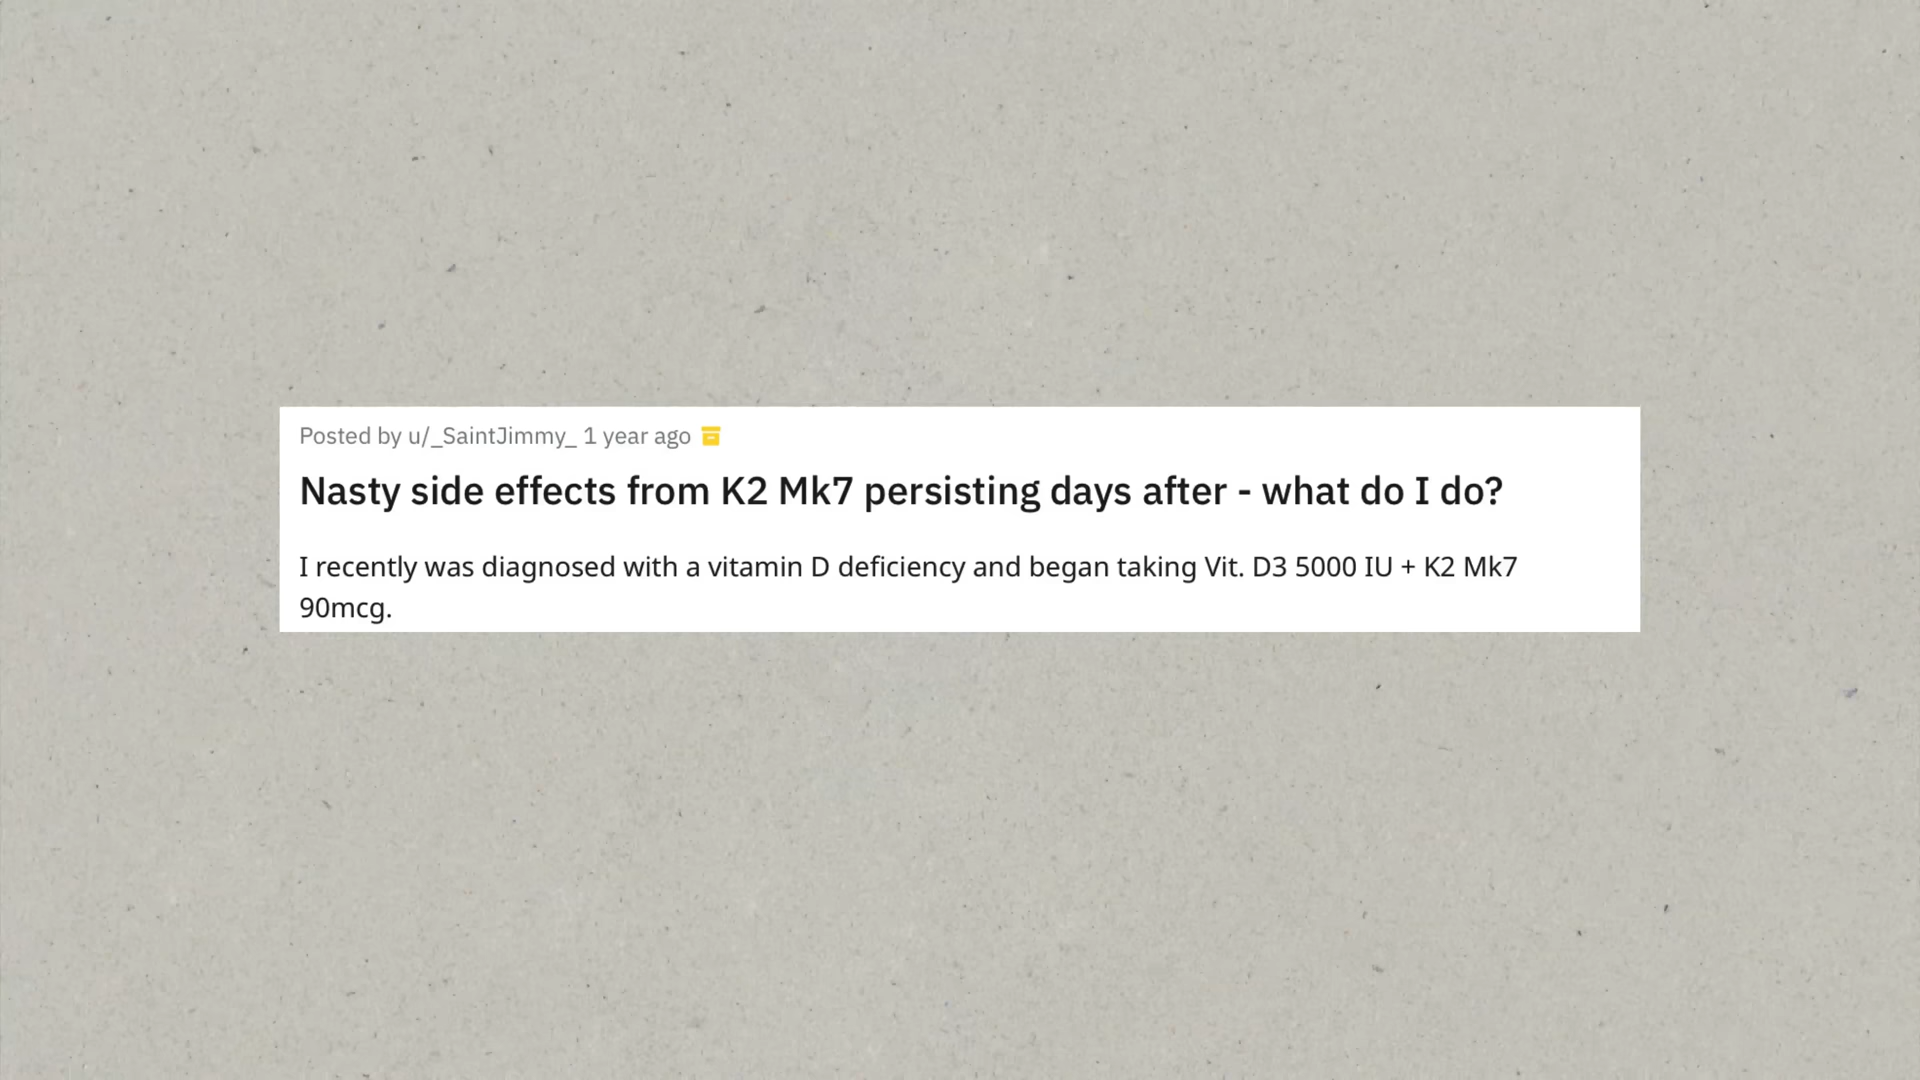 Posted by u/_SaintJimmy_ 1 year ago
Nasty side effects from K2 Mk7 persisting days after - what do I do?
I recently was diagnosed with a vitamin D deficiency and began taking Vit. D3 5000 IU + K2 Mk7
90mcg.